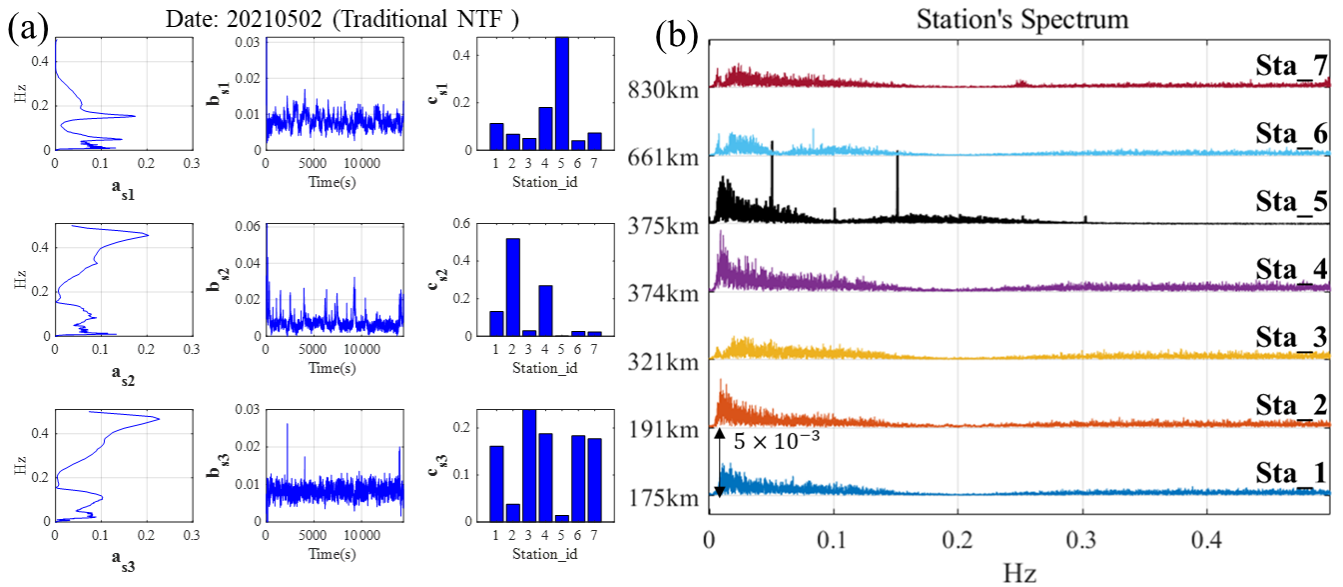 (a)
Date: 20210502 (Traditional NTF )
Hz
0.4
0.2
0
0 0.1 0.2 0.3
a_s1
b_s1
0.03
0.02
0.01
0
0 5000 10000
Time(s)
c_s1
0.4
0.2
0
1 2 3 4 5 6 7
Station_id
Hz
0.4
0.2
0
0 0.1 0.2 0.3
a_s2
b_s2
0.06
0.04
0.02
0
0 5000 10000
Time(s)
c_s2
0.6
0.4
0.2
0
1 2 3 4 5 6 7
Station_id
Hz
0.4
0.2
0
0 0.1 0.2 0.3
a_s3
b_s3
0.03
0.02
0.01
0
0 5000 10000
Time(s)
c_s3
0.2
0.1
0
1 2 3 4 5 6 7
Station_id
(b)
Station's Spectrum
Sta_7
830km
Sta_6
661km
Sta_5
375km
Sta_4
374km
Sta_3
321km
Sta_2
191km
5 × 10⁻³
Sta_1
175km
0 0.1 0.2 0.3 0.4
Hz